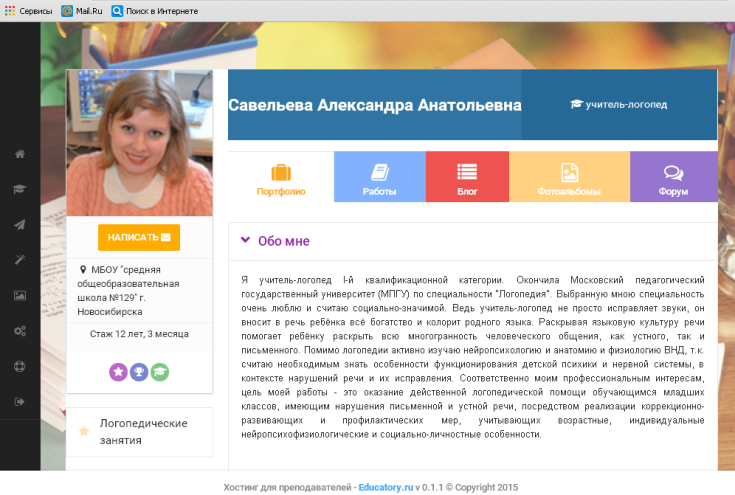 Сервисы Mail.Ru Поиск в Интернете
Савельева Александра Анатольевна учитель-логопед
Портфолио Работы Блог Фотоальбомы Форум
НАПИСАТЬ
МБОУ "средняя
общеобразовательная
школа №129" г.
Новосибирска
Стаж 12 лет, 3 месяца
Логопедические
занятия
Обо мне
Я учитель-логопед I-й квалификационной категории. Окончила Московский педагогический
государственный университет (МПГУ) по специальности "Логопедия". Выбранную мною специальность
очень люблю и считаю социально-значимой. Ведь учитель-логопед не просто исправляет звуки, он
вносит в речь ребёнка всё богатство и колорит родного языка. Раскрывая языковую культуру речи
помогает ребёнку раскрыть всю многогранность человеческого общения, как устного, так и
письменного. Помимо логопедии активно изучаю нейропсихологию и анатомию и физиологию ВНД, т.к.
считаю необходимым знать особенности функционирования детской психики и нервной системы, в
контексте нарушений речи и их исправления. Соответственно моим профессиональным интересам,
цель моей работы - это оказание действенной логопедической помощи обучающимся младших
классов, имеющим нарушения письменной и устной речи, посредством реализации коррекционно-
развивающих и профилактических мер, учитывающих возрастные, индивидуальные
нейропсихофизиологические и социально-личностные особенности.
Хостинг для преподавателей - Educatory.ru v 0.1.1 © Copyright 2015